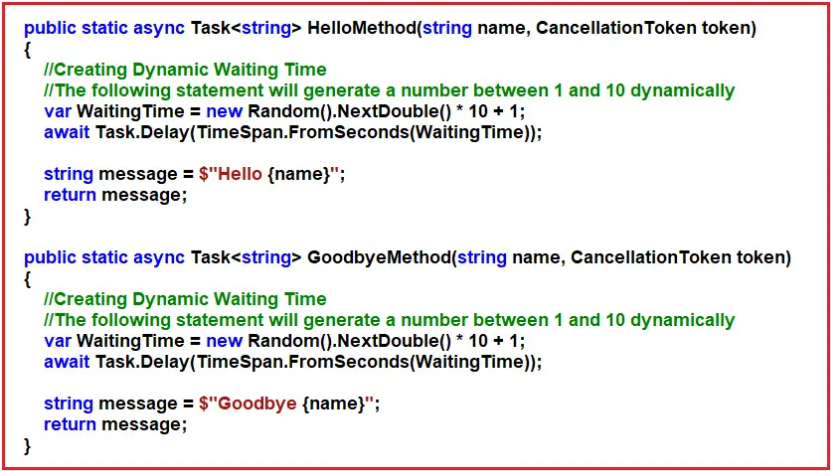 public static async Task<string> HelloMethod(string name, CancellationToken token)
{
//Creating Dynamic Waiting Time
//The following statement will generate a number between 1 and 10 dynamically
var WaitingTime = new Random().NextDouble() * 10 + 1;
await Task.Delay(TimeSpan.FromSeconds(WaitingTime));
string message = $"Hello {name}";
return message;
}
public static async Task<string> GoodbyeMethod(string name, CancellationToken token)
{
//Creating Dynamic Waiting Time
//The following statement will generate a number between 1 and 10 dynamically
var WaitingTime = new Random().NextDouble() * 10 + 1;
await Task.Delay(TimeSpan.FromSeconds(WaitingTime));
string message = $"Goodbye {name}";
return message;
}